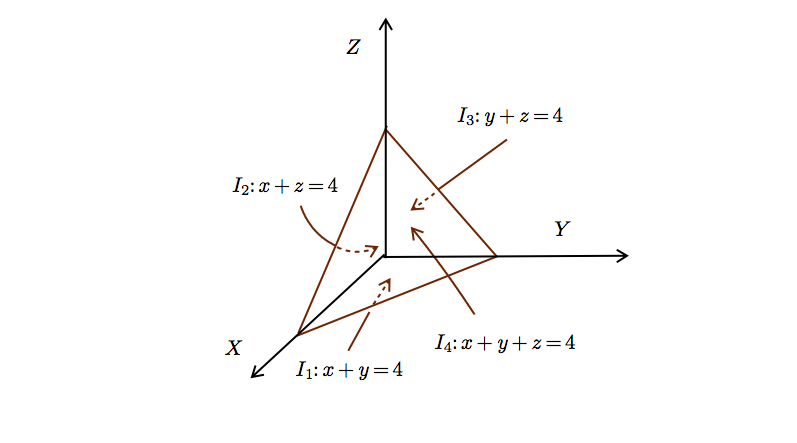 Z
I₃: y + z = 4
I₂: x + z = 4
Y
X
I₄: x + y + z = 4
I₁: x + y = 4